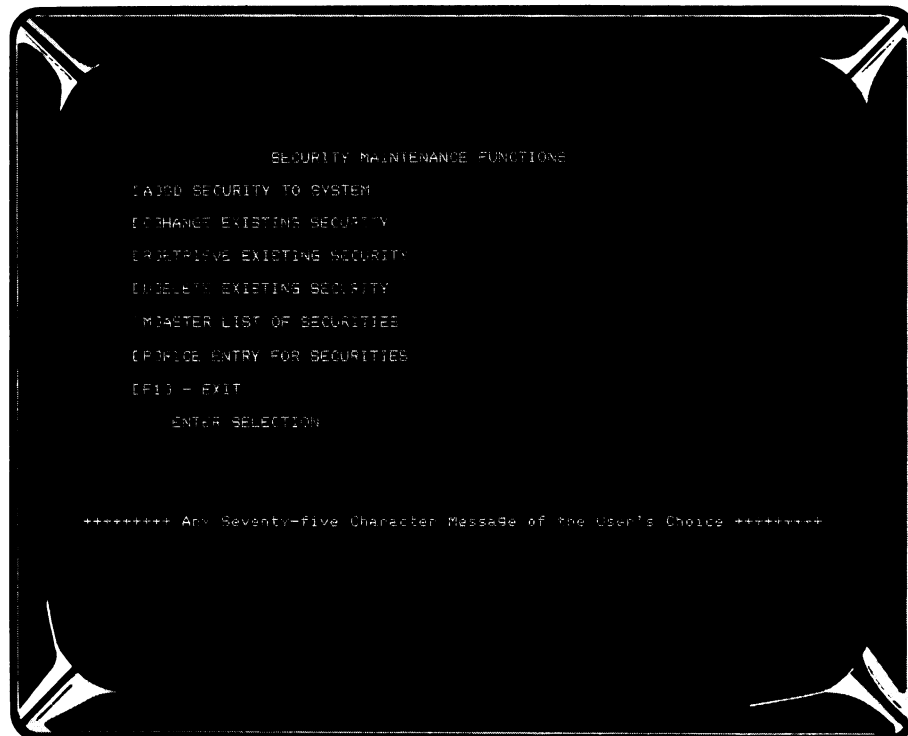 SECURITY MAINTENANCE FUNCTIONS
[A]DD SECURITY TO SYSTEM
[C]HANGE EXISTING SECURITY
[R]ETRIEVE EXISTING SECURITY
[D]ELETE EXISTING SECURITY
[M]ASTER LIST OF SECURITIES
[P]RICE ENTRY FOR SECURITIES
[F1] - EXIT
ENTER SELECTION
+++++++++ Any Seventy-five Character Message of the User's Choice +++++++++